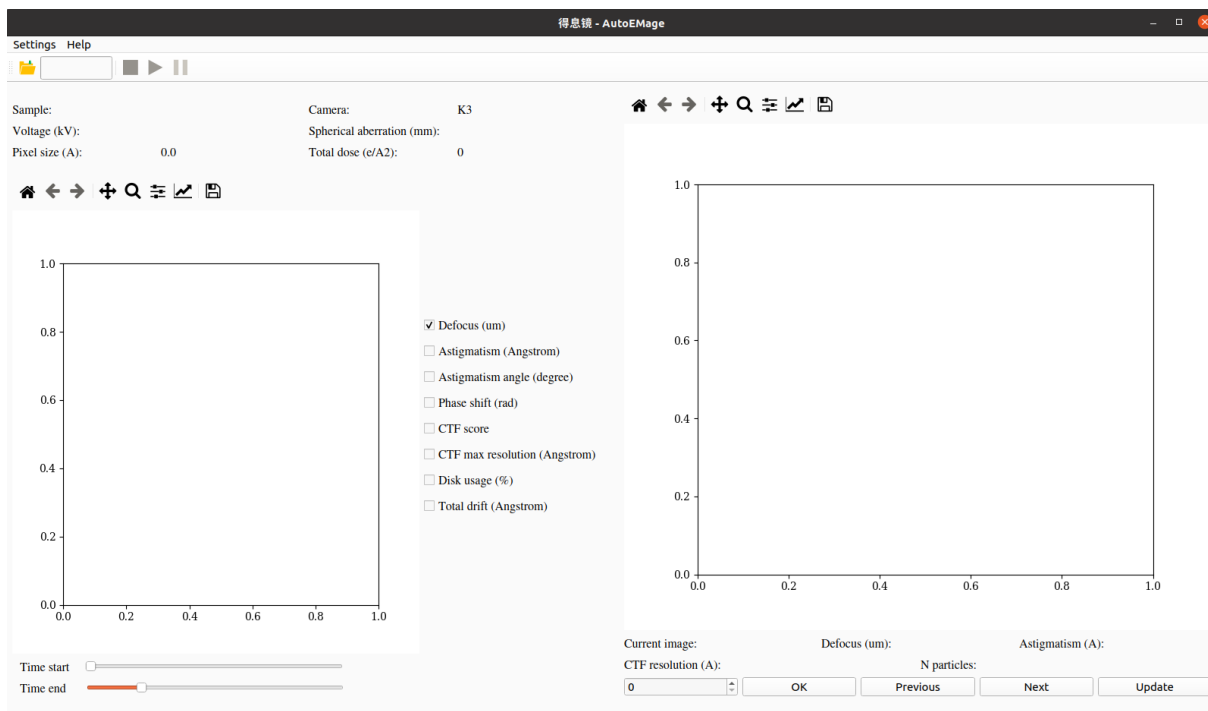 得息镜 - AutoEMage
Settings Help
Sample: Camera: K3
Voltage (kV): Spherical aberration (mm):
Pixel size (A): 0.0 Total dose (e/A2): 0
1.0
0.8
0.6
0.4
0.2
0.0
0.0 0.2 0.4 0.6 0.8 1.0
Defocus (um)
Astigmatism (Angstrom)
Astigmatism angle (degree)
Phase shift (rad)
CTF score
CTF max resolution (Angstrom)
Disk usage (%)
Total drift (Angstrom)
Time start
Time end
1.0
0.8
0.6
0.4
0.2
0.0
0.0 0.2 0.4 0.6 0.8 1.0
Current image: Defocus (um): Astigmatism (A):
CTF resolution (A): N particles:
0 OK Previous Next Update